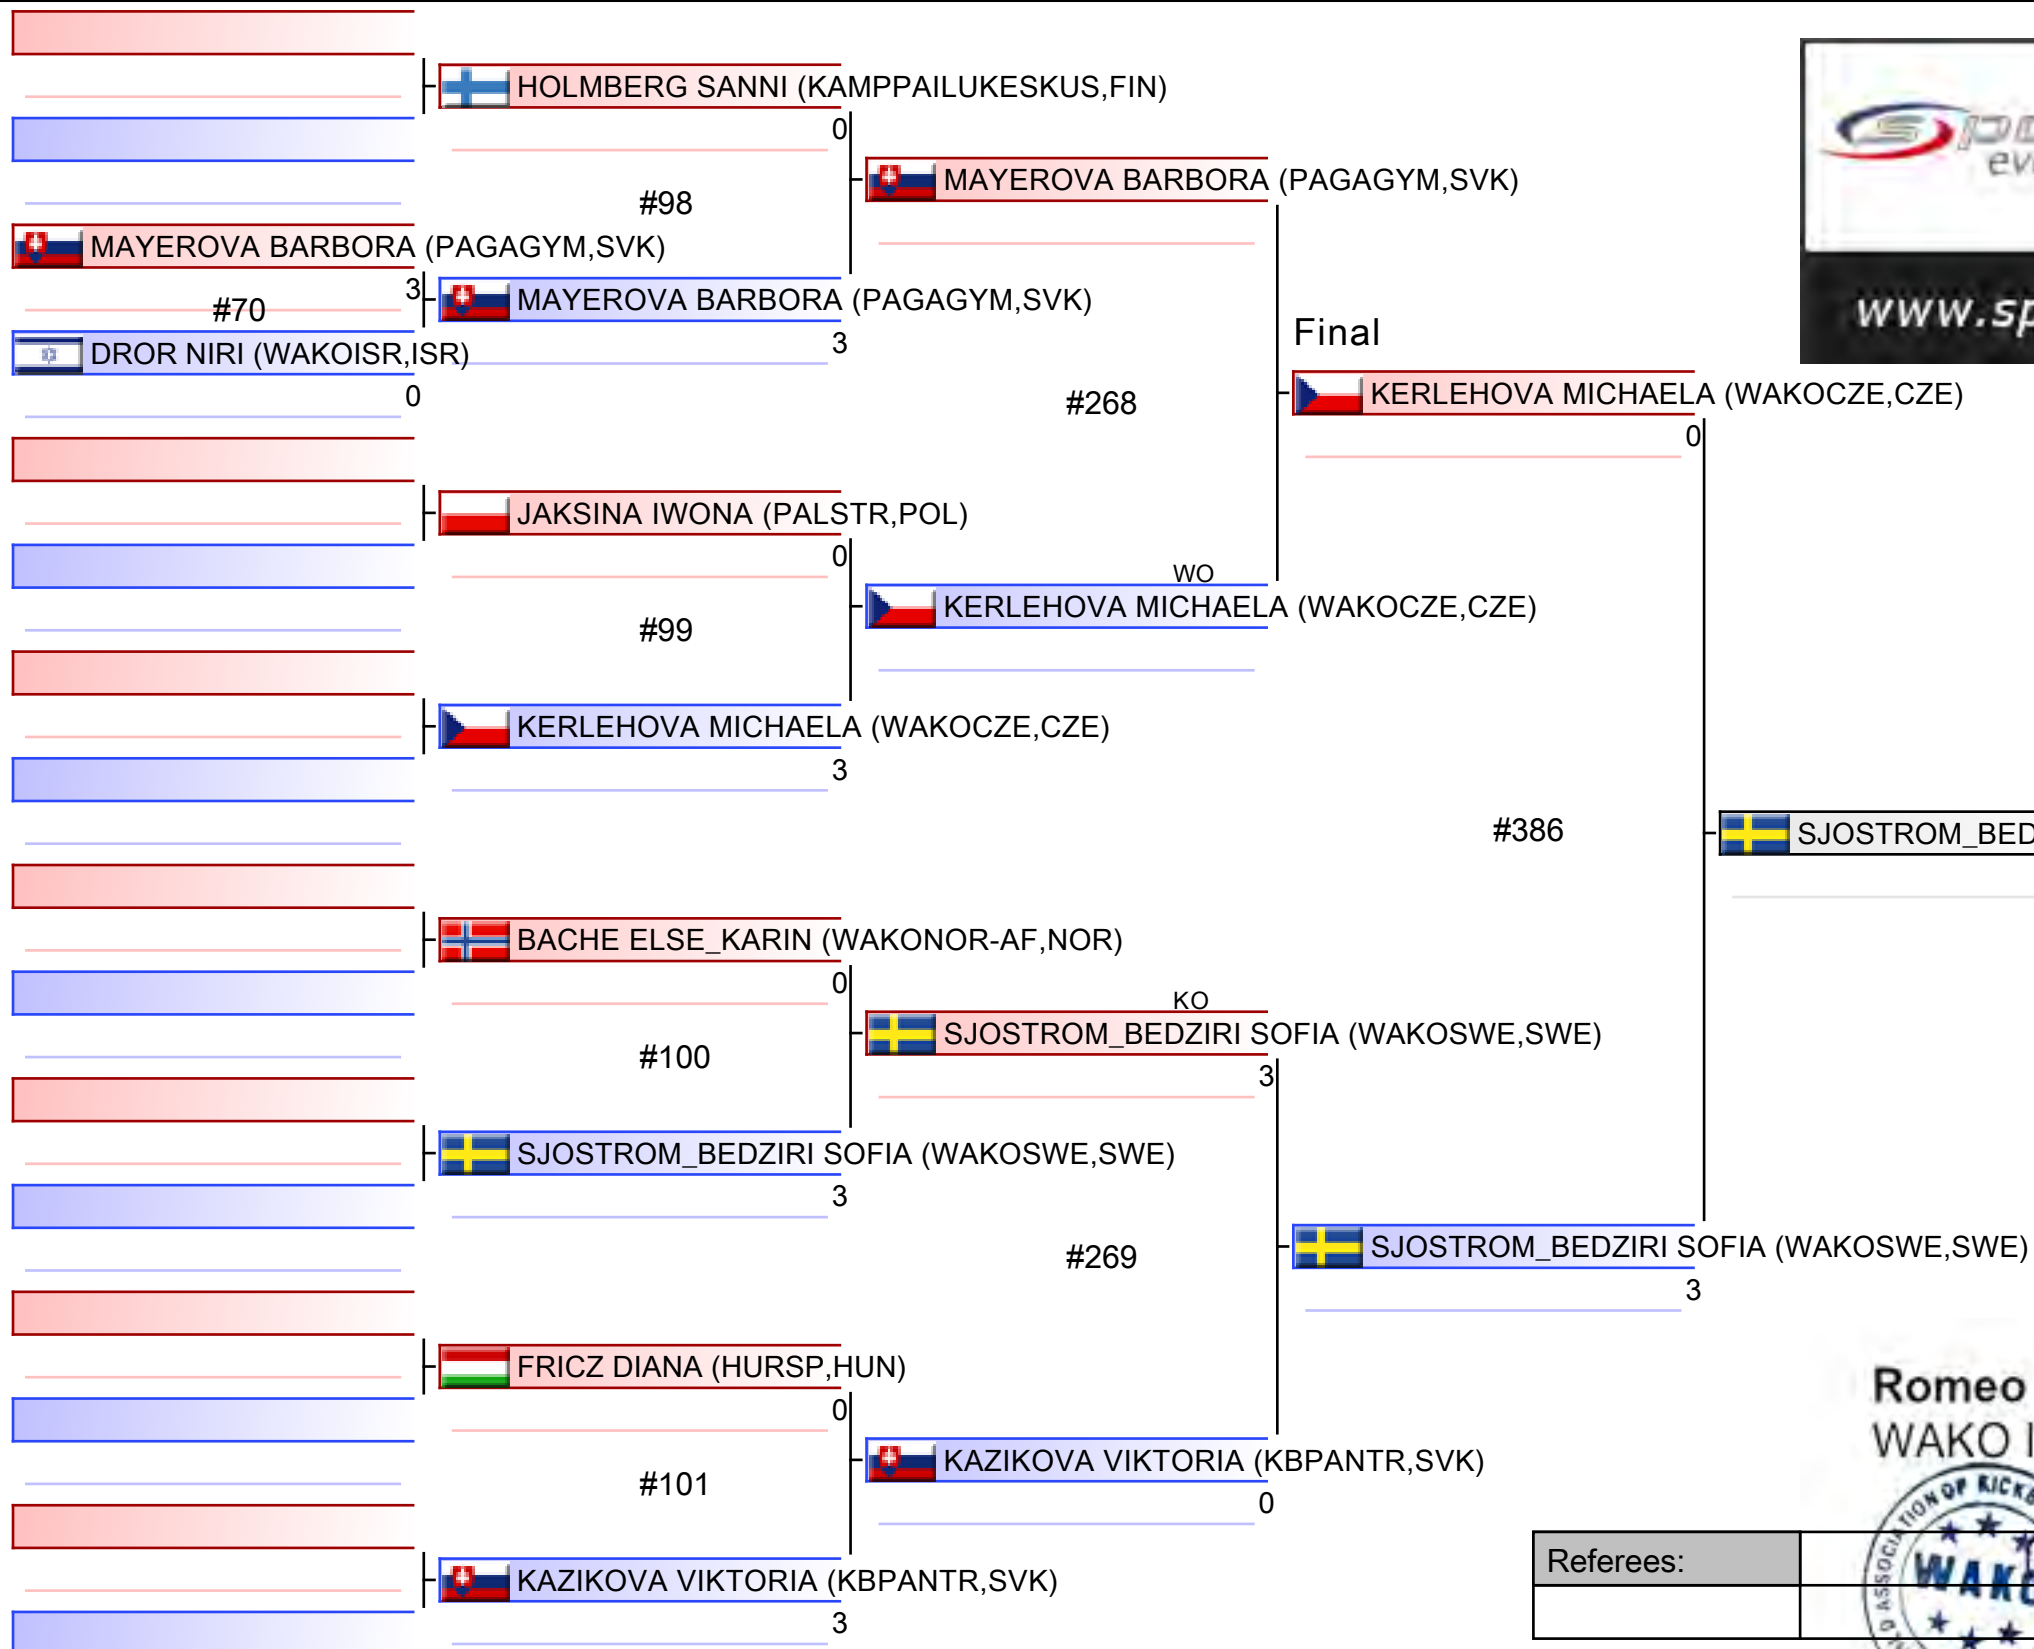 HOLMBERG SANNI (KAMPPAILUKESKUS,FIN)
0
#98
MAYEROVA BARBORA (PAGAGYM,SVK)
3
#70
DROR NIRI (WAKOISR,ISR)
0
MAYEROVA BARBORA (PAGAGYM,SVK)
3
MAYEROVA BARBORA (PAGAGYM,SVK)
#268
Final
KERLEHOVA MICHAELA (WAKOCZE,CZE)
0
JAKSINA IWONA (PALSTR,POL)
0
#99
WO
KERLEHOVA MICHAELA (WAKOCZE,CZE)
KERLEHOVA MICHAELA (WAKOCZE,CZE)
3
#386
SJOSTROM_BED
BACHE ELSE_KARIN (WAKONOR-AF,NOR)
0
#100
KO
SJOSTROM_BEDZIRI SOFIA (WAKOSWE,SWE)
3
SJOSTROM_BEDZIRI SOFIA (WAKOSWE,SWE)
3
#269
SJOSTROM_BEDZIRI SOFIA (WAKOSWE,SWE)
3
FRICZ DIANA (HURSP,HUN)
0
#101
KAZIKOVA VIKTORIA (KBPANTR,SVK)
0
KAZIKOVA VIKTORIA (KBPANTR,SVK)
3
www.sp
Romeo
WAKO
Referees: